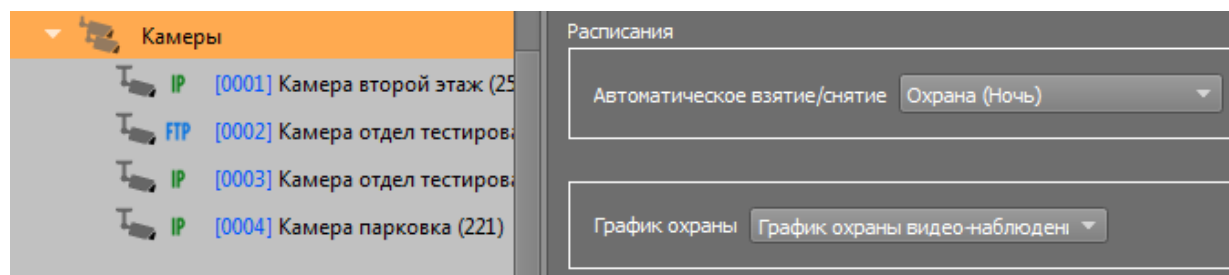 Камеры
IP [0001] Камера второй этаж (25
FTP [0002] Камера отдел тестирова
IP [0003] Камера отдел тестирова
IP [0004] Камера парковка (221)
Расписания
Автоматическое взятие/снятие Охрана (Ночь)
График охраны График охраны видео-наблюдени